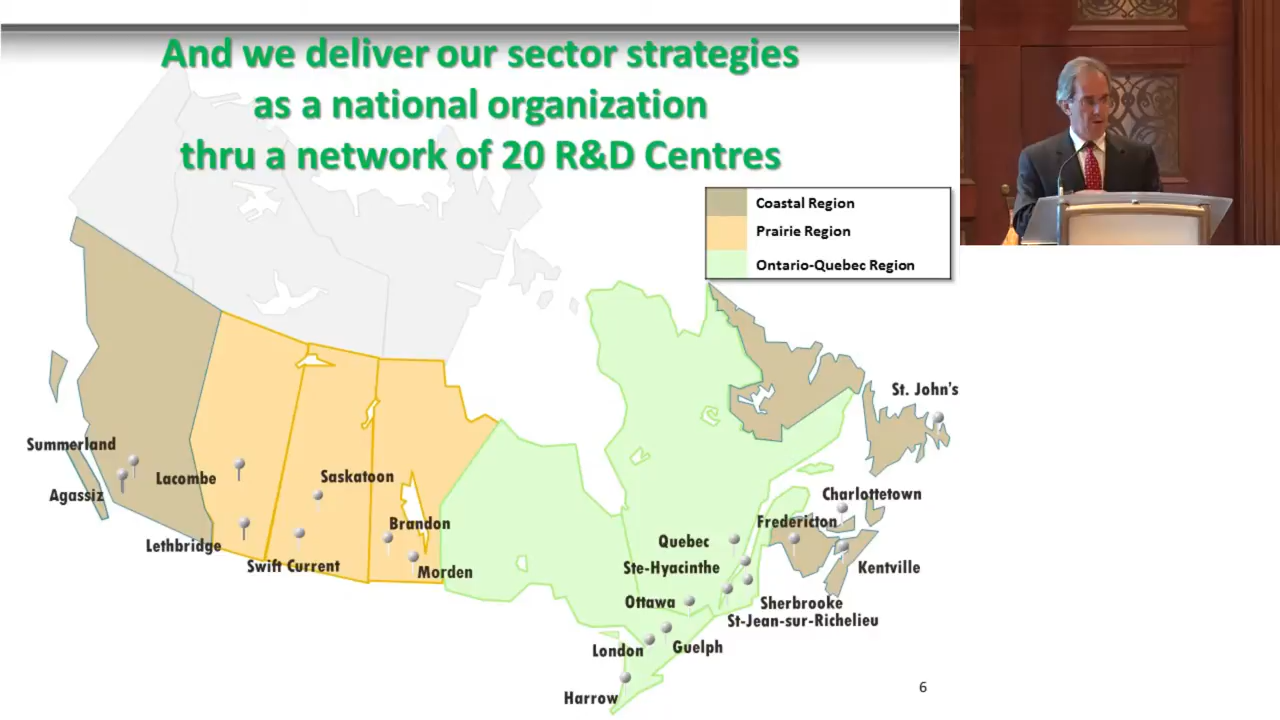 And we deliver our sector strategies
as a national organization
thru a network of 20 R&D Centres
Coastal Region
Prairie Region
Ontario-Quebec Region
St. John's
Summerland
Lacombe
Saskatoon
Agassiz
Charlottetown
Brandon
Fredericton
Lethbridge
Quebec
Swift Current
Morden
Ste-Hyacinthe
Kentville
Ottawa
Sherbrooke
St-Jean-sur-Richelieu
London
Guelph
Harrow
6